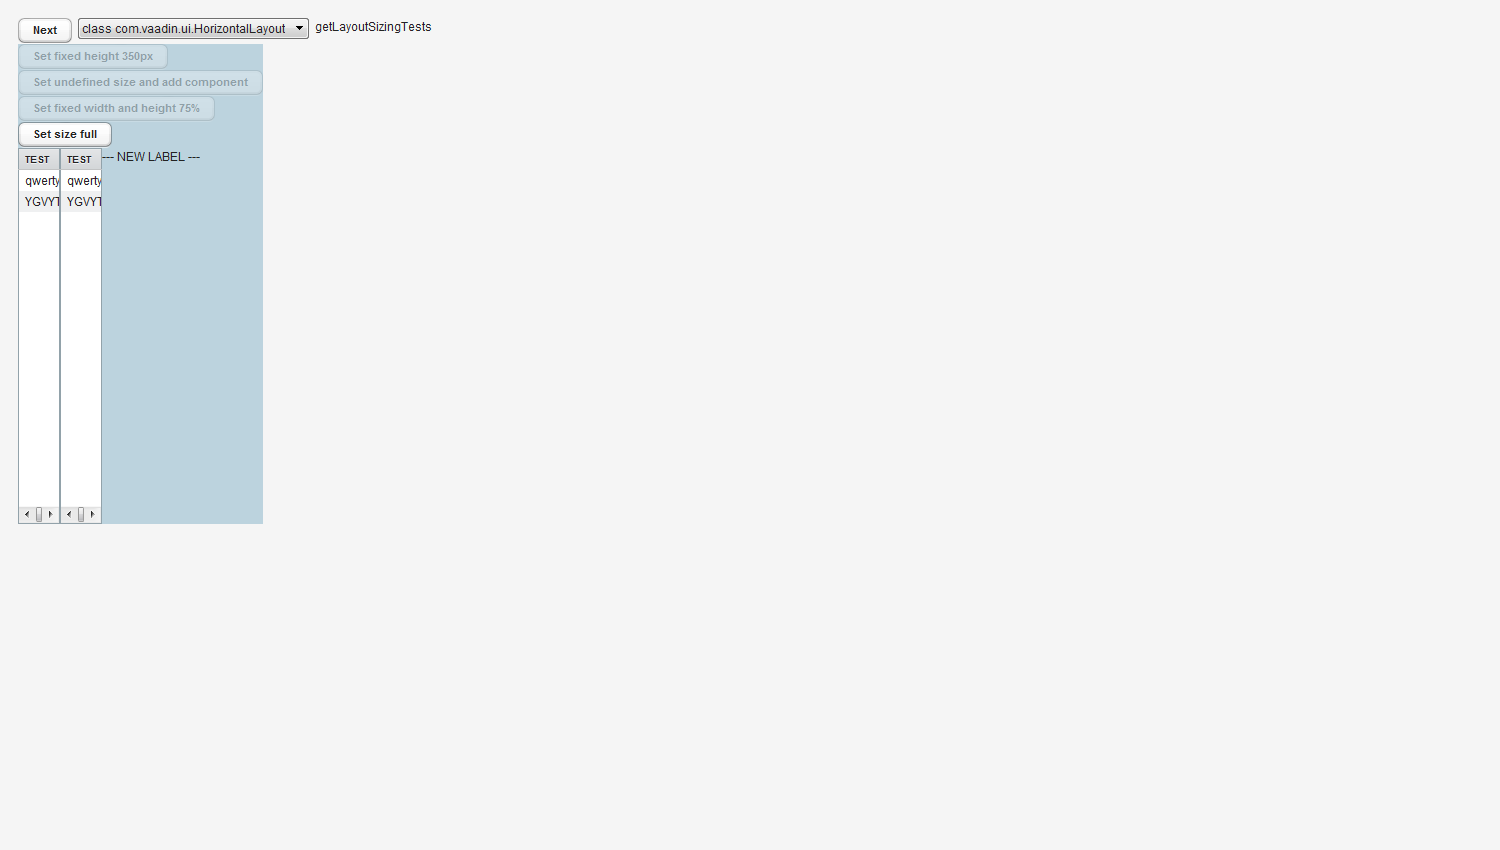 Next class com.vaadin.ui.HorizontalLayout getLayoutSizingTests
Set fixed height 350px
Set undefined size and add component
Set fixed width and height 75%
Set size full
TEST TEST --- NEW LABEL ---
qwerty qwerty
YGVYT YGVYT